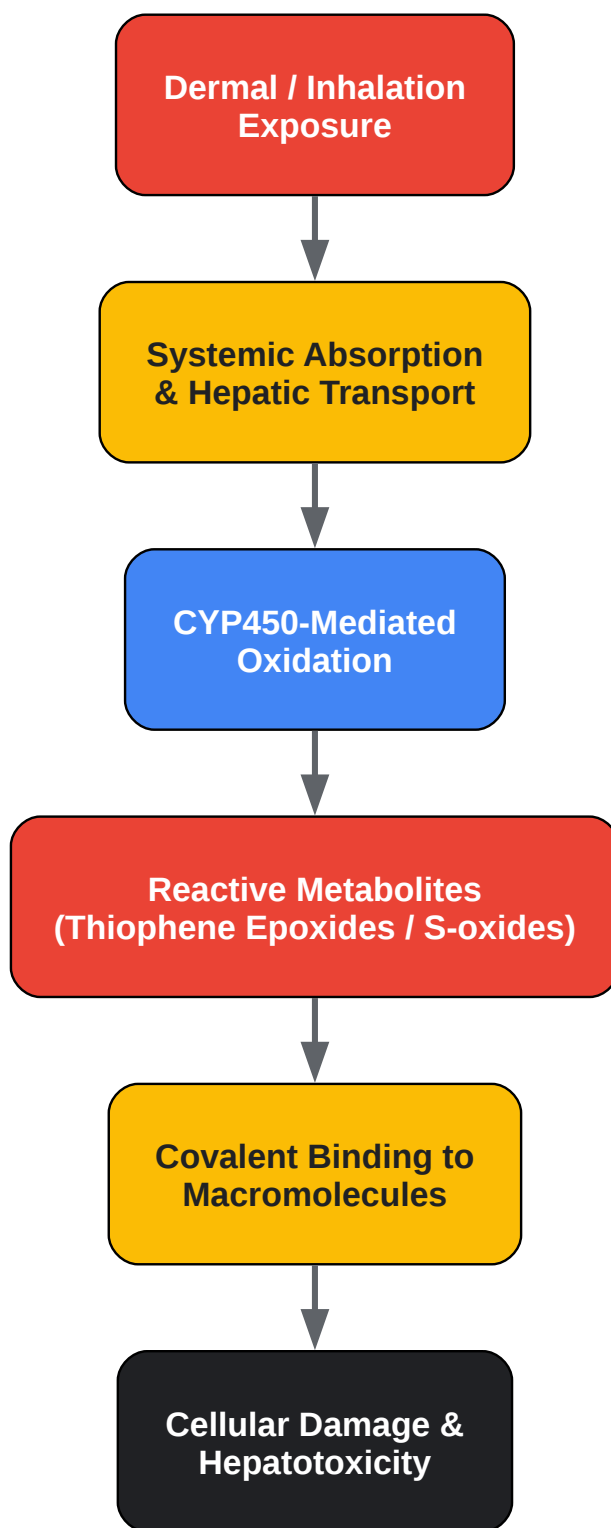 Dermal / Inhalation
Exposure
Systemic Absorption
& Hepatic Transport
CYP450-Mediated
Oxidation
Reactive Metabolites
(Thiophene Epoxides / S-oxides)
Covalent Binding to
Macromolecules
Cellular Damage &
Hepatotoxicity